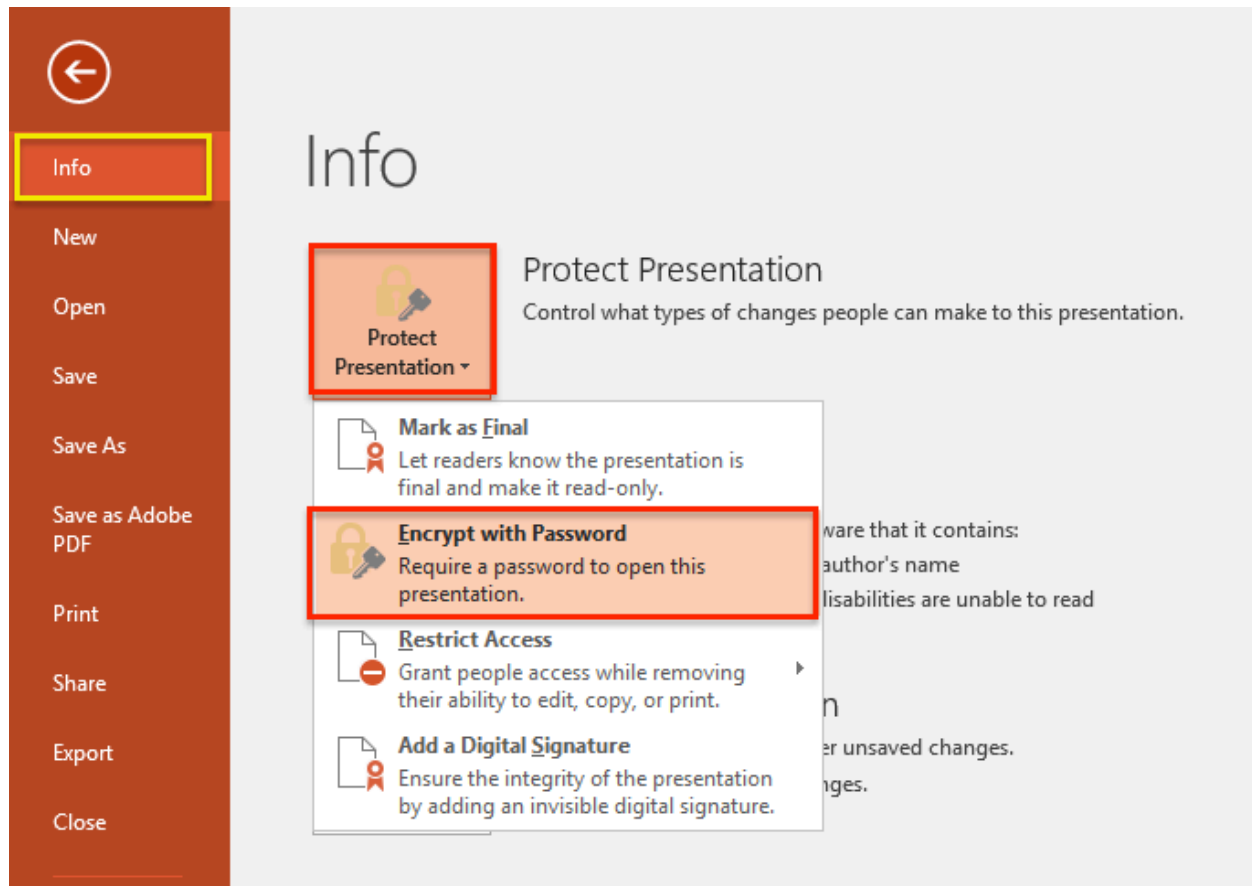 Info
New
Open
Save
Save As
Save as Adobe
PDF
Print
Share
Export
Close
Info
Protect
Presentation
Protect Presentation
Control what types of changes people can make to this presentation.
Mark as Final
Let readers know the presentation is
final and make it read-only.
Encrypt with Password
Require a password to open this
presentation.
Restrict Access
Grant people access while removing
their ability to edit, copy, or print.
Add a Digital Signature
Ensure the integrity of the presentation
by adding an invisible digital signature.
ware that it contains:
author's name
lisabilities are unable to read
n
er unsaved changes.
nges.